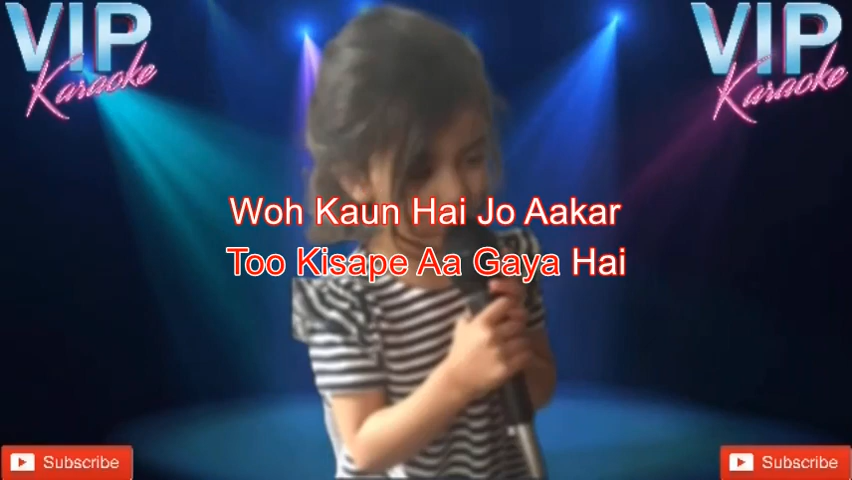 VIP VIP
Karaoke Karaoke
Woh Kaun Hai Jo Aakar
Too Kisape Aa Gaya Hai
Subscribe Subscribe